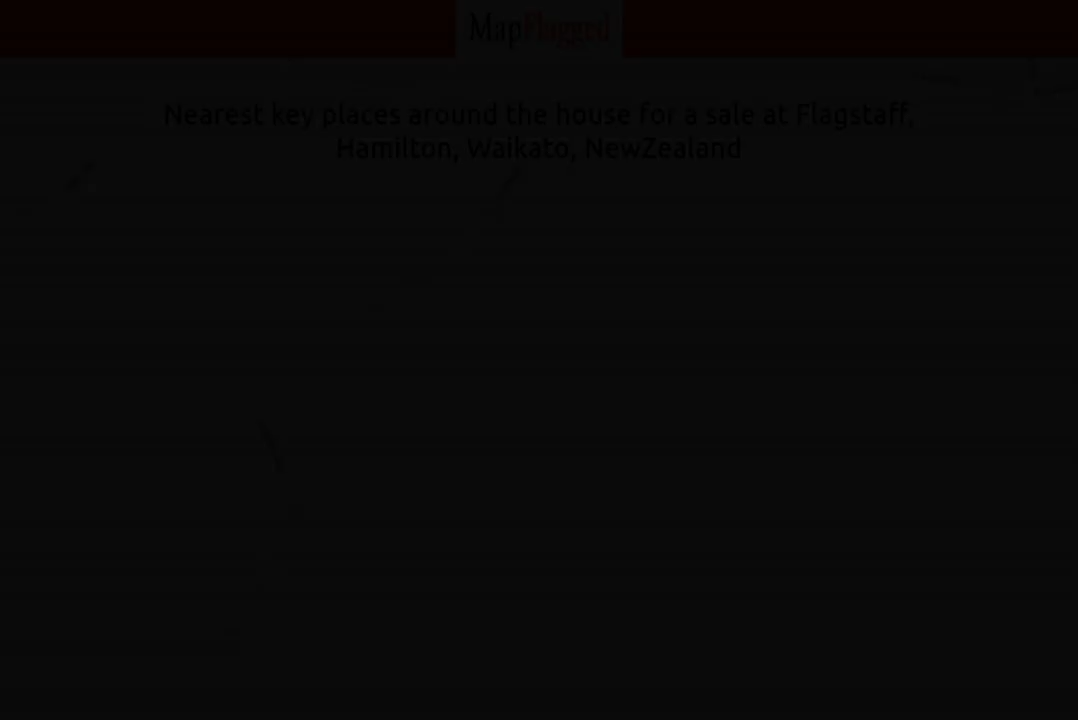 MapFlagged
Nearest key places around the house for a sale at Flagstaff,
Hamilton, Waikato, NewZealand